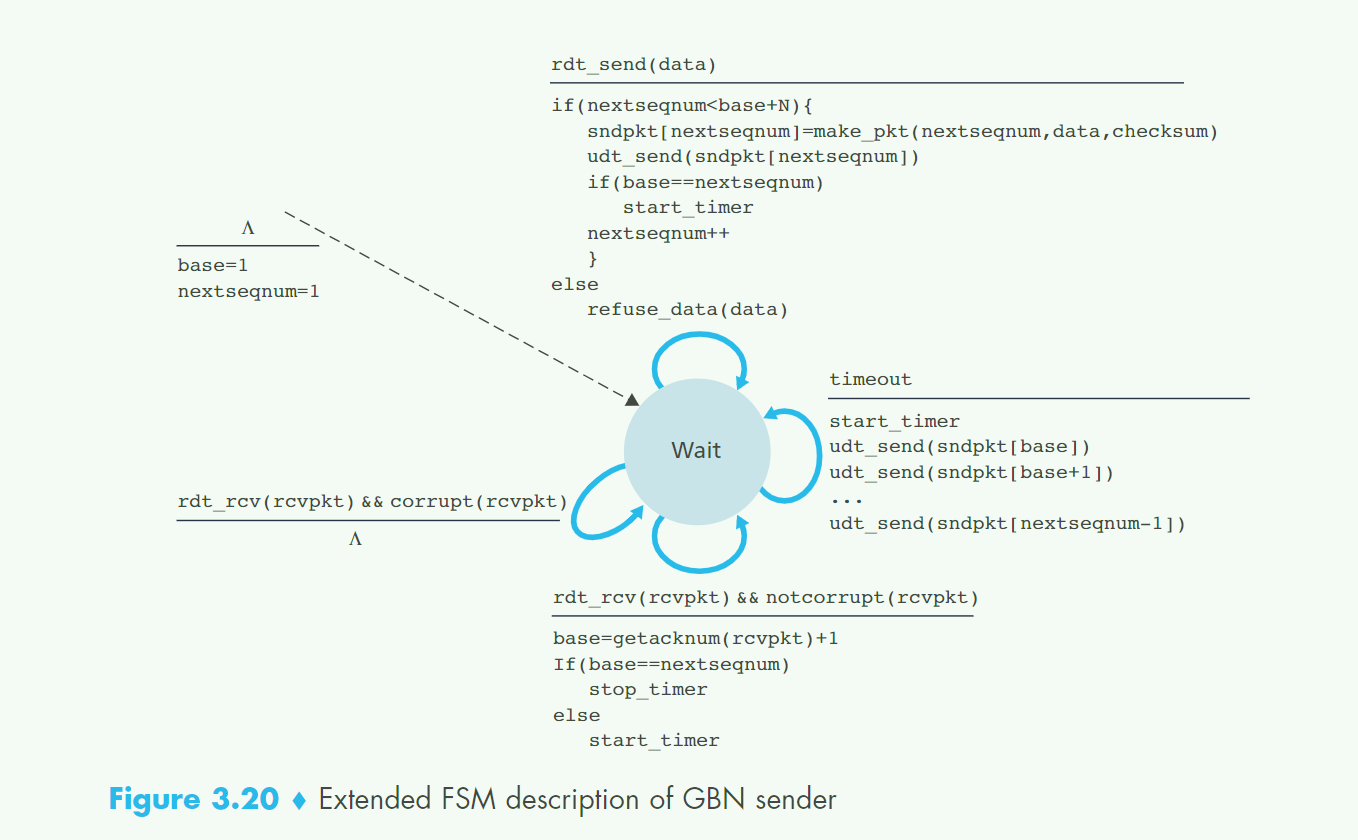 rdt_send(data)
if(nextseqnum<base+N){
sndpkt[nextseqnum]=make_pkt(nextseqnum,data,checksum)
udt_send(sndpkt[nextseqnum])
if(base==nextseqnum)
start_timer
nextseqnum++
}
else
refuse_data(data)
Λ
base=1
nextseqnum=1
timeout
start_timer
udt_send(sndpkt[base])
udt_send(sndpkt[base+1])
...
udt_send(sndpkt[nextseqnum-1])
Wait
rdt_rcv(rcvpkt) && corrupt(rcvpkt)
Λ
rdt_rcv(rcvpkt) && notcorrupt(rcvpkt)
base=getacknum(rcvpkt)+1
If(base==nextseqnum)
stop_timer
else
start_timer
Figure 3.20 ♦ Extended FSM description of GBN sender